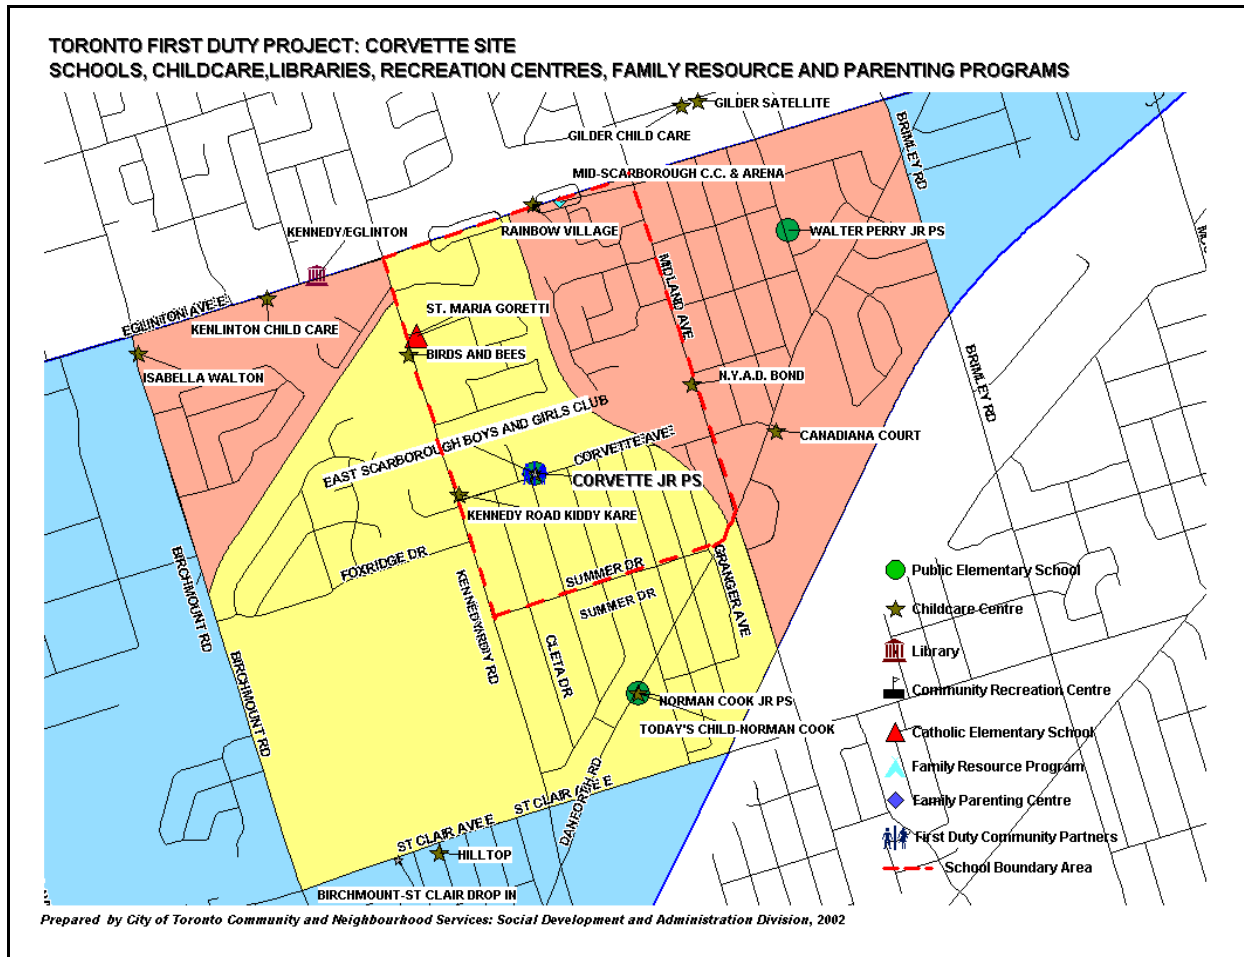 TORONTO FIRST DUTY PROJECT: CORVETTE SITE
SCHOOLS, CHILDCARE,LIBRARIES, RECREATION CENTRES, FAMILY RESOURCE AND PARENTING PROGRAMS
GILDER SATELLITE
GILDER CHILD CARE
BRIMLEY RD
MID-SCARBOROUGH C.C. & ARENA
RAINBOW VILLAGE
WALTER PERRY JR PS
KENNEDY/EGLINTON
MIDLAND AVE
EGLINTON AVE E
KENLINTON CHILD CARE
ST. MARIA GORETTI
BIRDS AND BEES
ISABELLA WALTON
N.Y.A.D. BOND
BRIMLEY RD
EAST SCARBOROUGH BOYS AND GIRLS CLUB
CORVETTE AVE
CANADIANA COURT
CORVETTE JR PS
KENNEDY ROAD KIDDY KARE
FOXRIDGE DR
BIRCHMOUNT RD
SUMMER DR
SUMMER DR
GRANGER AVE
KENNEDY RD
CLETA DR
BIRCHMOUNT RD
NORMAN COOK JR PS
TODAY'S CHILD-NORMAN COOK
DANFORTH RD
ST CLAIR AVE E
ST CLAIR AVE E
HILLTOP
BIRCHMOUNT-ST CLAIR DROP IN
Public Elementary School
Childcare Centre
Library
Community Recreation Centre
Catholic Elementary School
Family Resource Program
Family Parenting Centre
First Duty Community Partners
School Boundary Area
Prepared by City of Toronto Community and Neighbourhood Services: Social Development and Administration Division, 2002